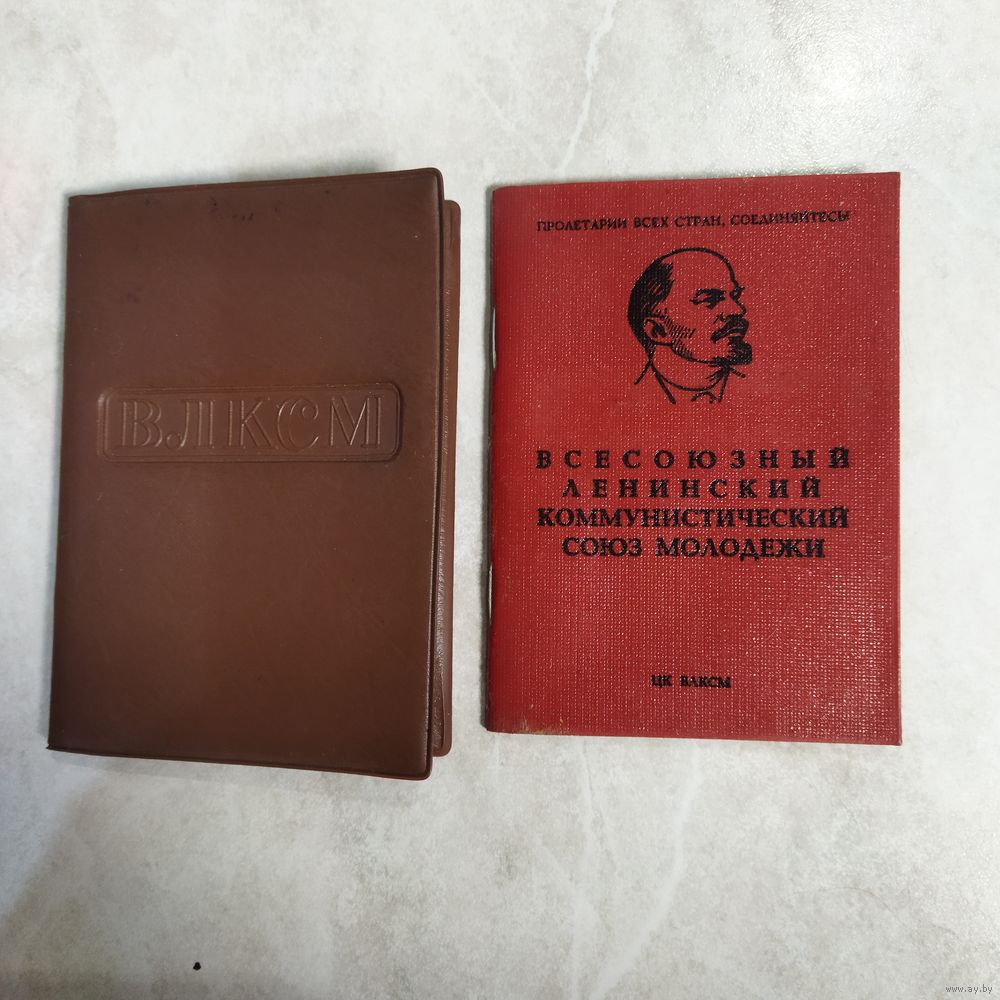 ВЛКСМ
ПРОЛЕТАРИИ ВСЕХ СТРАН, СОЕДИНЯЙТЕСЬ!
ВСЕСОЮЗНЫЙ
ЛЕНИНСКИЙ
КОММУНИСТИЧЕСКИЙ
СОЮЗ МОЛОДЕЖИ
ЦК ВЛКСМ
www.ay.by